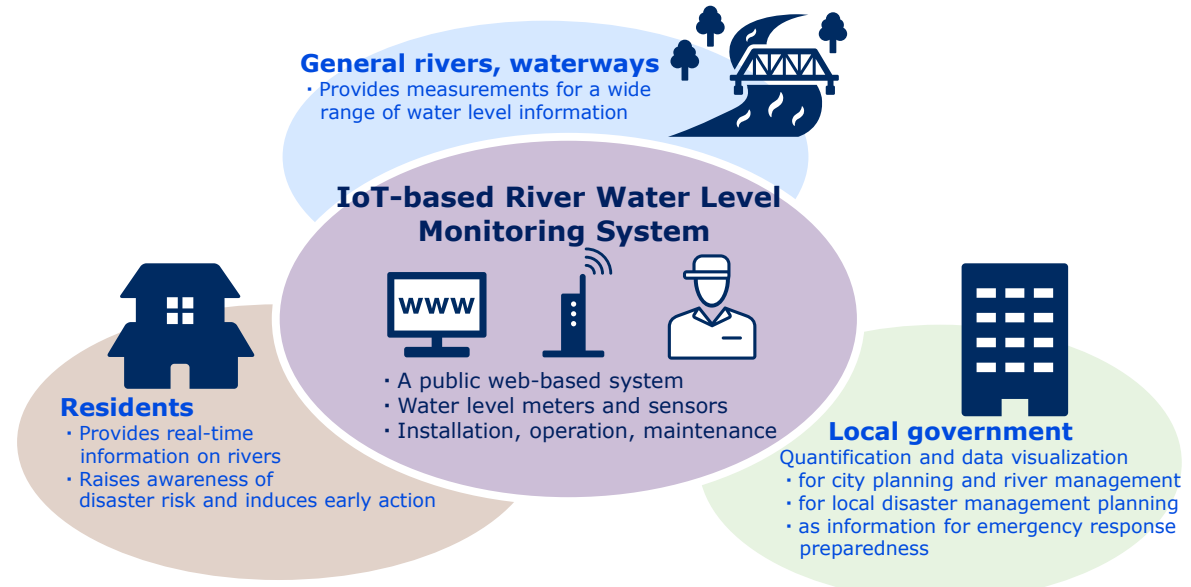 General rivers, waterways
・Provides measurements for a wide
range of water level information
IoT-based River Water Level
Monitoring System
www
・A public web-based system
・Water level meters and sensors
・Installation, operation, maintenance
Residents
・Provides real-time
information on rivers
・Raises awareness of
disaster risk and induces early action
Local government
Quantification and data visualization
・for city planning and river management
・for local disaster management planning
・as information for emergency response
preparedness